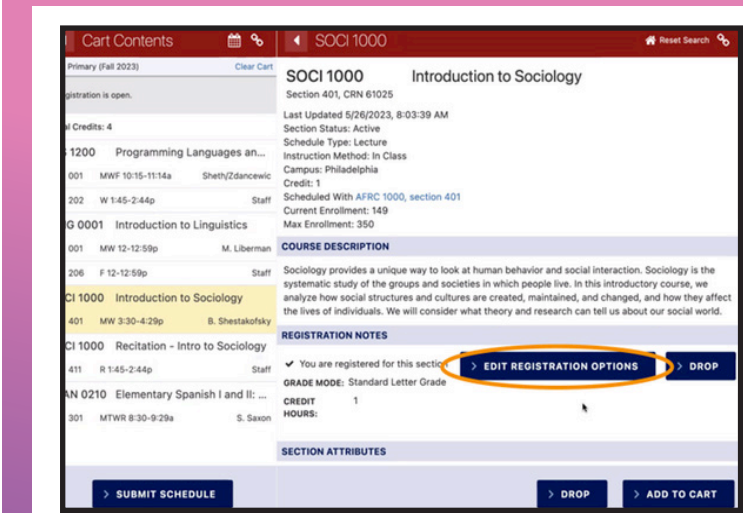 Cart Contents
Primary (Fall 2023) Clear Cart
gistration is open.
al Credits: 4
1200 Programming Languages an...
001 MWF 10:15-11:14a Sheth/Zdancewic
202 W 1:45-2:44p Staff
G 0001 Introduction to Linguistics
001 MW 12-12:59p M. Liberman
206 F 12-12:59p Staff
CI 1000 Introduction to Sociology
401 MW 3:30-4:29p B. Shestakofsky
CI 1000 Recitation - Intro to Sociology
411 R 1:45-2:44p Staff
AN 0210 Elementary Spanish I and II: ...
301 MTWR 8:30-9:29a S. Saxon
SUBMIT SCHEDULE
SOCI 1000 Reset Search
SOCI 1000 Introduction to Sociology
Section 401, CRN 61025
Last Updated 5/26/2023, 8:03:39 AM
Section Status: Active
Schedule Type: Lecture
Instruction Method: In Class
Campus: Philadelphia
Credit: 1
Scheduled With AFRC 1000, section 401
Current Enrollment: 149
Max Enrollment: 350
COURSE DESCRIPTION
Sociology provides a unique way to look at human behavior and social interaction. Sociology is the
systematic study of the groups and societies in which people live. In this introductory course, we
analyze how social structures and cultures are created, maintained, and changed, and how they affect
the lives of individuals. We will consider what theory and research can tell us about our social world.
REGISTRATION NOTES
You are registered for this section
EDIT REGISTRATION OPTIONS DROP
GRADE MODE: Standard Letter Grade
CREDIT 1
HOURS:
SECTION ATTRIBUTES
DROP ADD TO CART